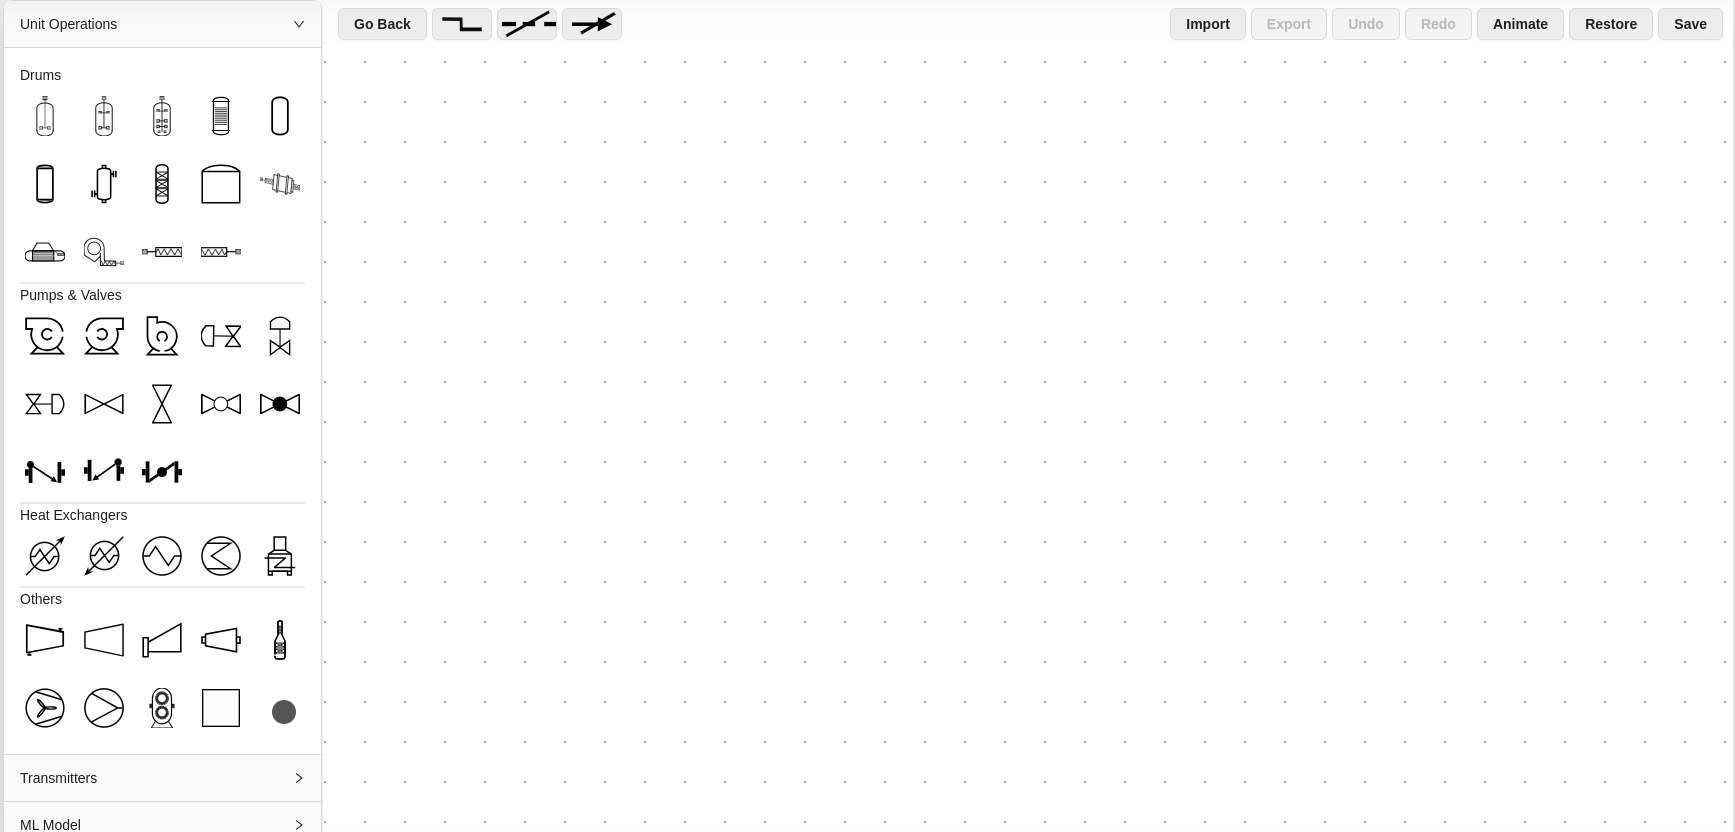 Unit Operations
Go Back
Import
Export
Undo
Redo
Animate
Restore
Save
Drums
Pumps & Valves
Heat Exchangers
Others
Transmitters
ML Model